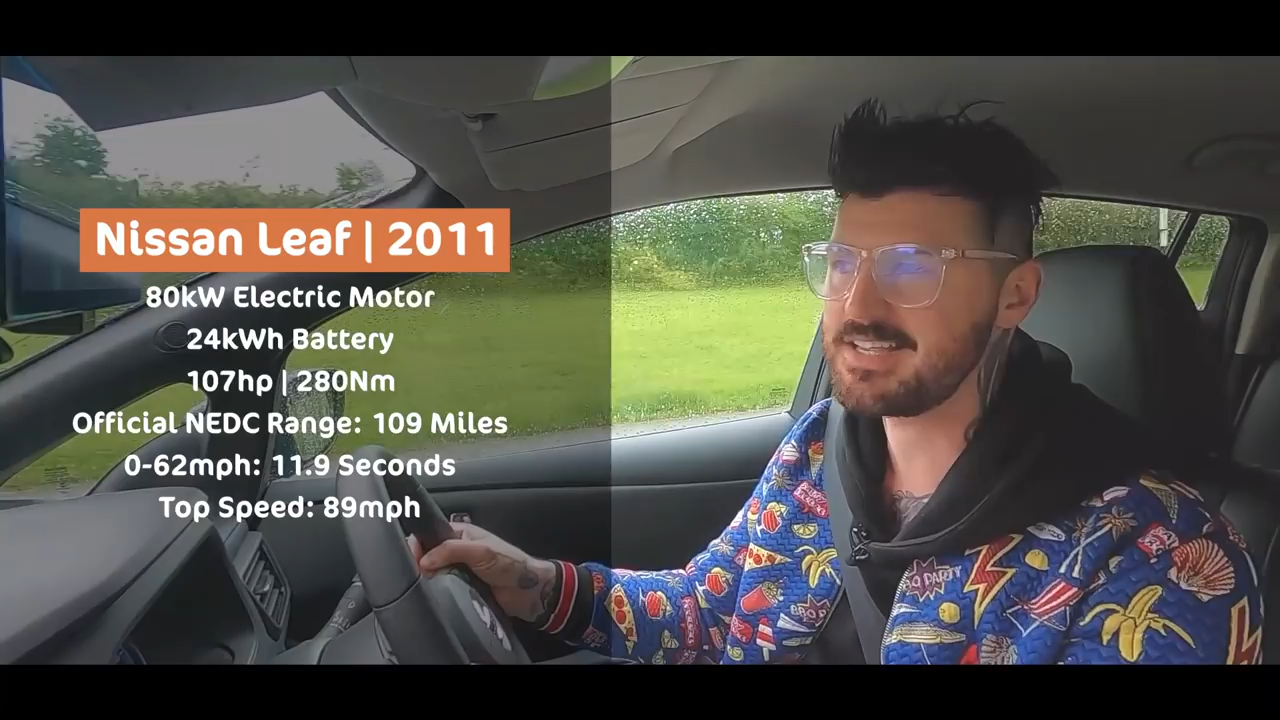 Nissan Leaf | 2011
80kW Electric Motor
24kWh Battery
107hp | 280Nm
Official NEDC Range: 109 Miles
0-62mph: 11.9 Seconds
Top Speed: 89mph
PARTY